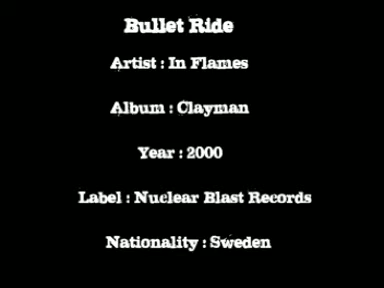 Bullet Ride
Artist : In Flames
Album : Clayman
Year : 2000
Label : Nuclear Blast Records
Nationality : Sweden